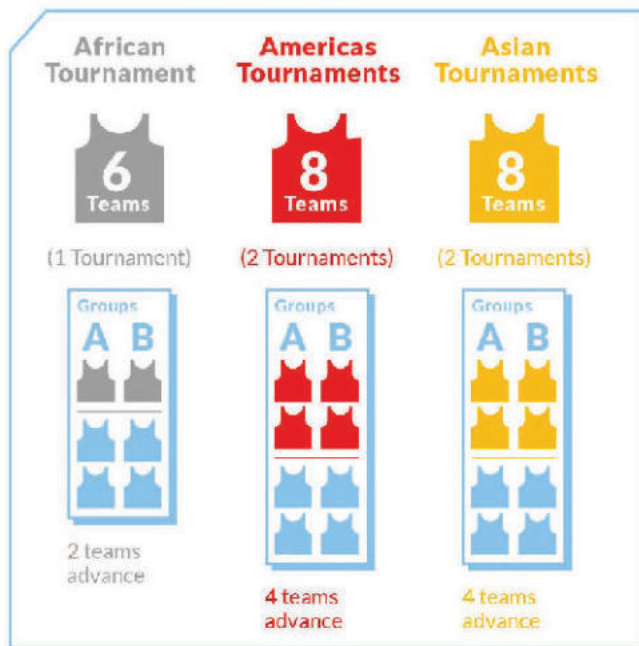 African
Tournament
6
Teams
(1 Tournament)
Groups
A B
2 teams
advance
Americas
Tournaments
8
Teams
(2 Tournaments)
Groups
A B
4 teams
advance
Asian
Tournaments
8
Teams
(2 Tournaments)
Groups
A B
4 teams
advance